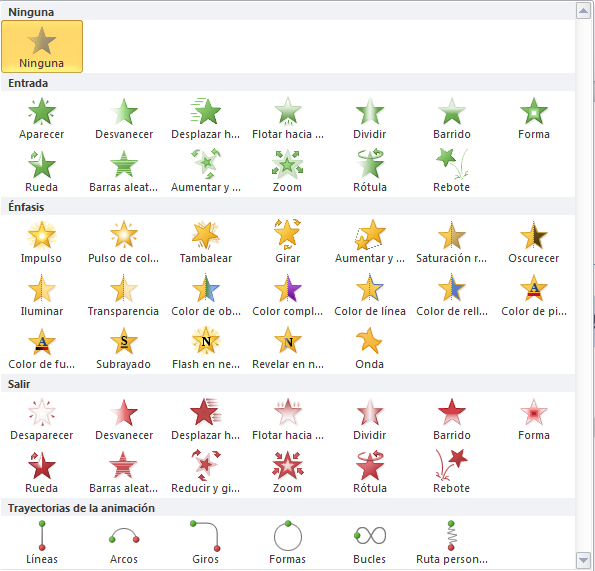 Ninguna
Ninguna
Entrada
Aparecer Desvanecer Desplazar h... Flotar hacia ... Dividir Barrido Forma
Rueda Barras aleat... Aumentar y ... Zoom Rótula Rebote
Énfasis
Impulso Pulso de col... Tambalear Girar Aumentar y ... Saturación r... Oscurecer
Iluminar Transparencia Color de ob... Color compl... Color de línea Color de rell... Color de pi...
A
Color de fu... Subrayado Flash en ne... Revelar en n... Onda
A S N N
Salir
Desaparecer Desvanecer Desplazar h... Flotar hacia ... Dividir Barrido Forma
Rueda Barras aleat... Reducir y gi... Zoom Rótula Rebote
Trayectorias de la animación
Líneas Arcos Giros Formas Bucles Ruta person...